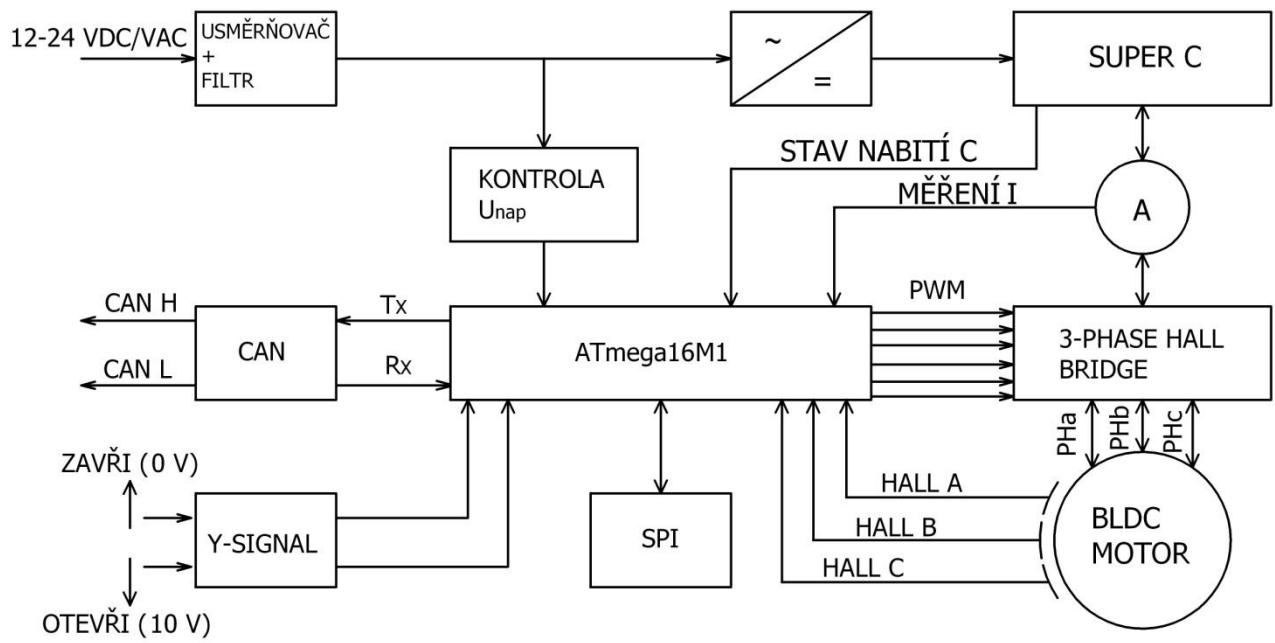 12-24 VDC/VAC
USMĚRŇOVAČ
+
FILTR
~
=
SUPER C
STAV NABITÍ C
KONTROLA
Unap
MĚŘENÍ I
A
CAN H
CAN L
CAN
Tx
Rx
ATmega16M1
PWM
3-PHASE HALL
BRIDGE
PHa
PHb
PHc
ZAVŘI (0 V)
Y-SIGNAL
OTEVŘI (10 V)
SPI
HALL A
HALL B
HALL C
BLDC
MOTOR